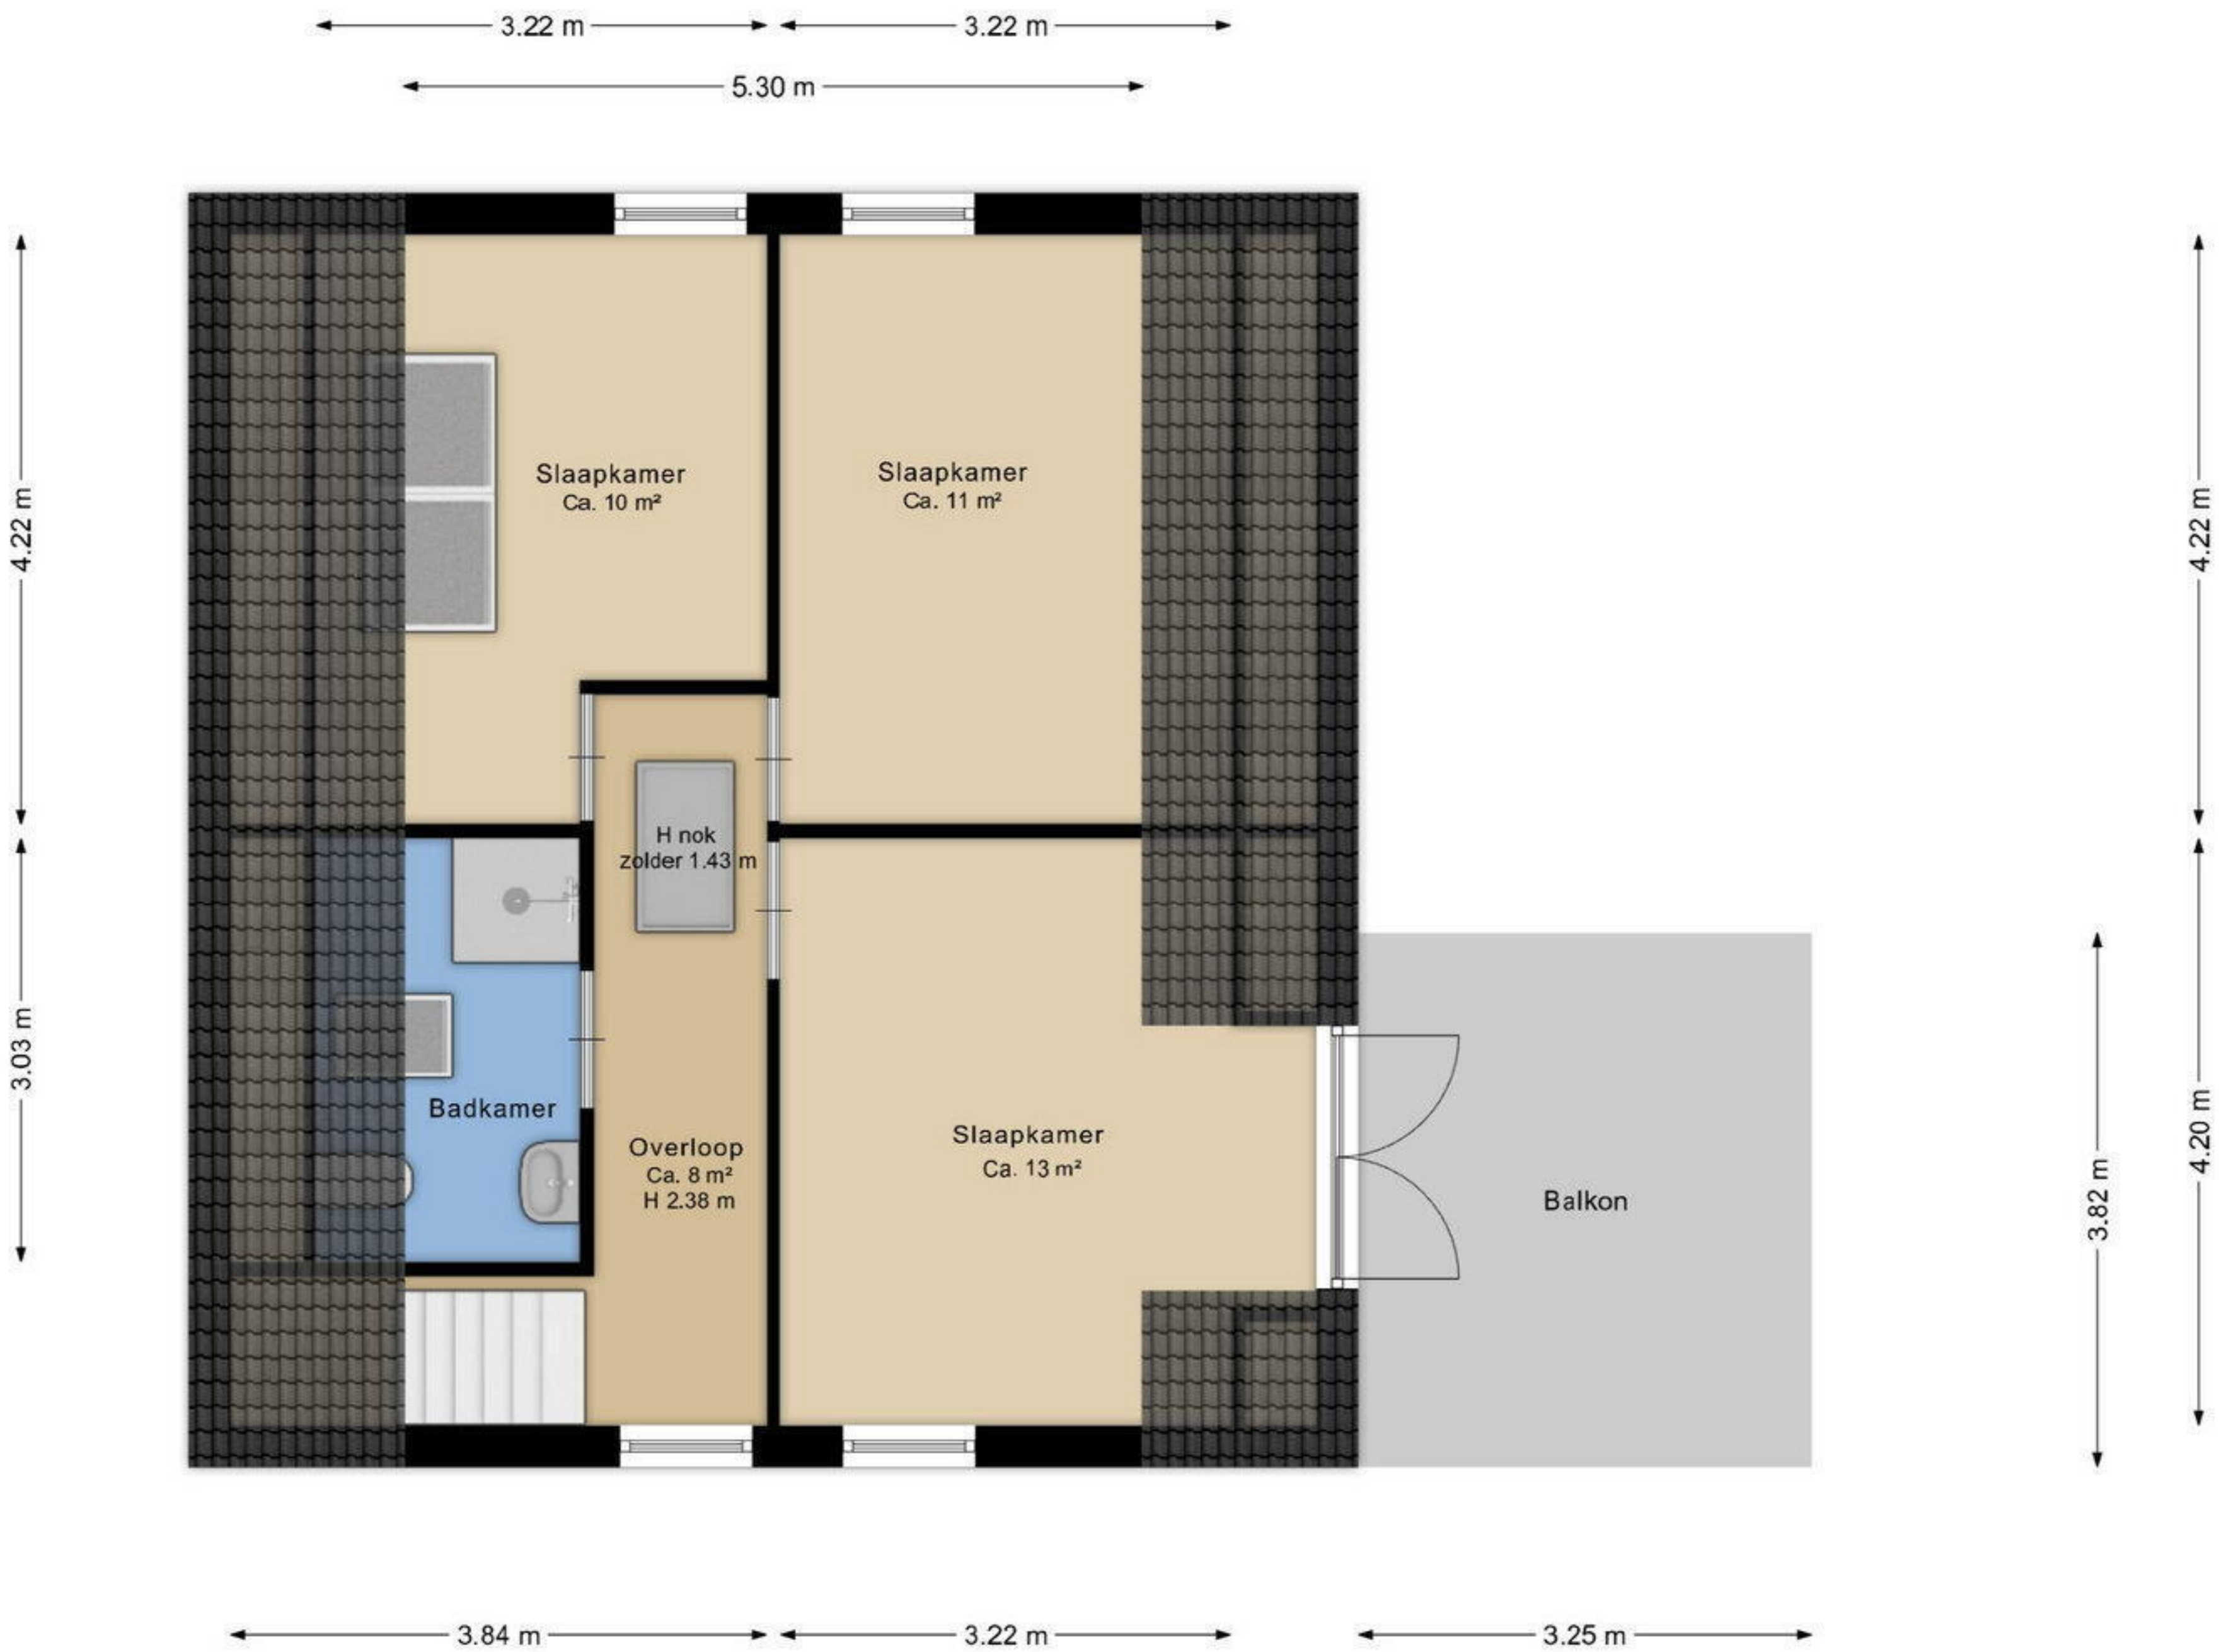 3.22 m
3.22 m
5.30 m
Slaapkamer
Ca. 10 m²
Slaapkamer
Ca. 11 m²
4.22 m
4.22 m
H nok
zolder 1.43 m
3.03 m
Badkamer
Overloop
Ca. 8 m²
H 2.38 m
Slaapkamer
Ca. 13 m²
Balkon
3.82 m
4.20 m
3.84 m
3.22 m
3.25 m